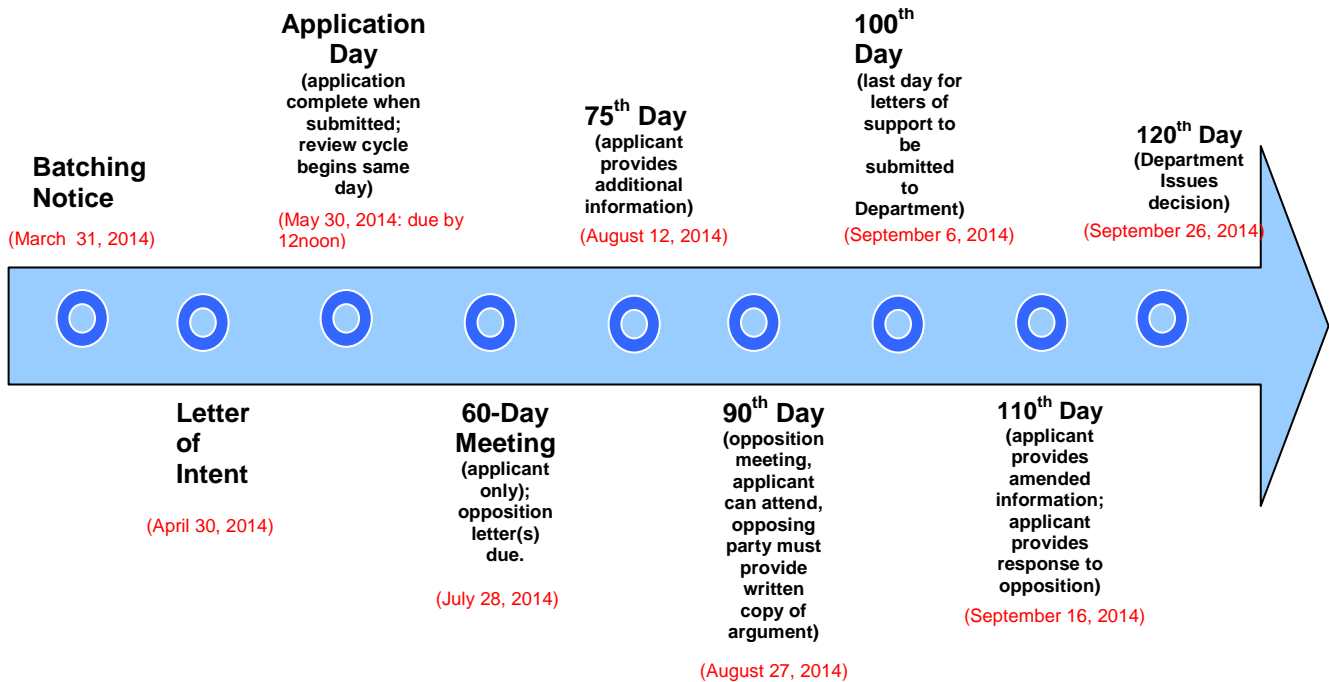 Batching
Notice
(March 31, 2014)
Letter
of
Intent
(April 30, 2014)
Application
Day
(application
complete when
submitted;
review cycle
begins same
day)
(May 30, 2014: due by
12noon)
60-Day
Meeting
(applicant
only);
opposition
letter(s)
due.
(July 28, 2014)
75th Day
(applicant
provides
additional
information)
(August 12, 2014)
90th Day
(opposition
meeting,
applicant
can attend,
opposing
party must
provide
written
copy of
argument)
(August 27, 2014)
100th
Day
(last day for
letters of
support to
be
submitted
to
Department)
(September 6, 2014)
110th Day
(applicant
provides
amended
information;
applicant
provides
response to
opposition)
(September 16, 2014)
120th Day
(Department
Issues
decision)
(September 26, 2014)